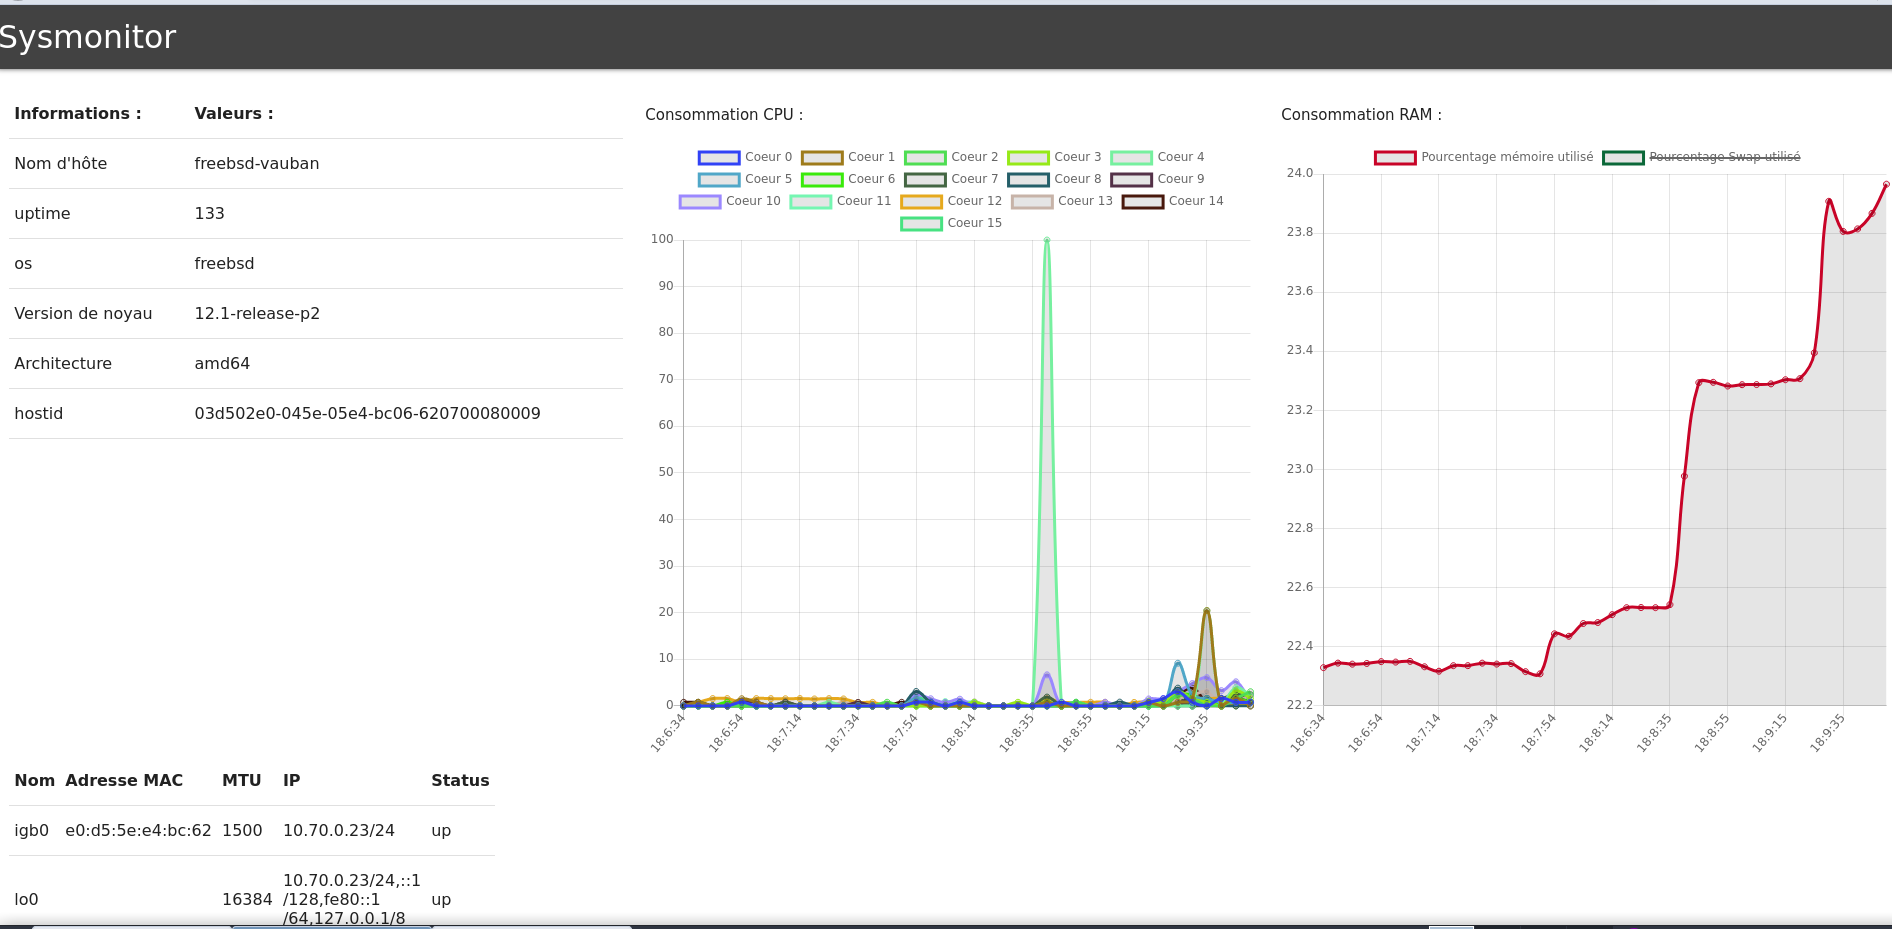 Sysmonitor
Informations : Valeurs :
Nom d'hôte freebsd-vauban
uptime 133
os freebsd
Version de noyau 12.1-release-p2
Architecture amd64
hostid 03d502e0-045e-05e4-bc06-620700080009
Consommation CPU :
Coeur 0 Coeur 1 Coeur 2 Coeur 3 Coeur 4
Coeur 5 Coeur 6 Coeur 7 Coeur 8 Coeur 9
Coeur 10 Coeur 11 Coeur 12 Coeur 13 Coeur 14
Coeur 15
100
90
80
70
60
50
40
30
20
10
0
18:6:34 18:6:54 18:7:14 18:7:34 18:7:54 18:8:14 18:8:35 18:8:55 18:9:15 18:9:35
Consommation RAM :
Pourcentage mémoire utilisé Pourcentage Swap utilisé
24.0
23.8
23.6
23.4
23.2
23.0
22.8
22.6
22.4
22.2
18:6:34 18:6:54 18:7:14 18:7:34 18:7:54 18:8:14 18:8:35 18:8:55 18:9:15 18:9:35
Nom Adresse MAC MTU IP Status
igb0 e0:d5:5e:e4:bc:62 1500 10.70.0.23/24 up
10.70.0.23/24,::1
lo0 16384 /128,fe80::1 up
/64,127.0.0.1/8